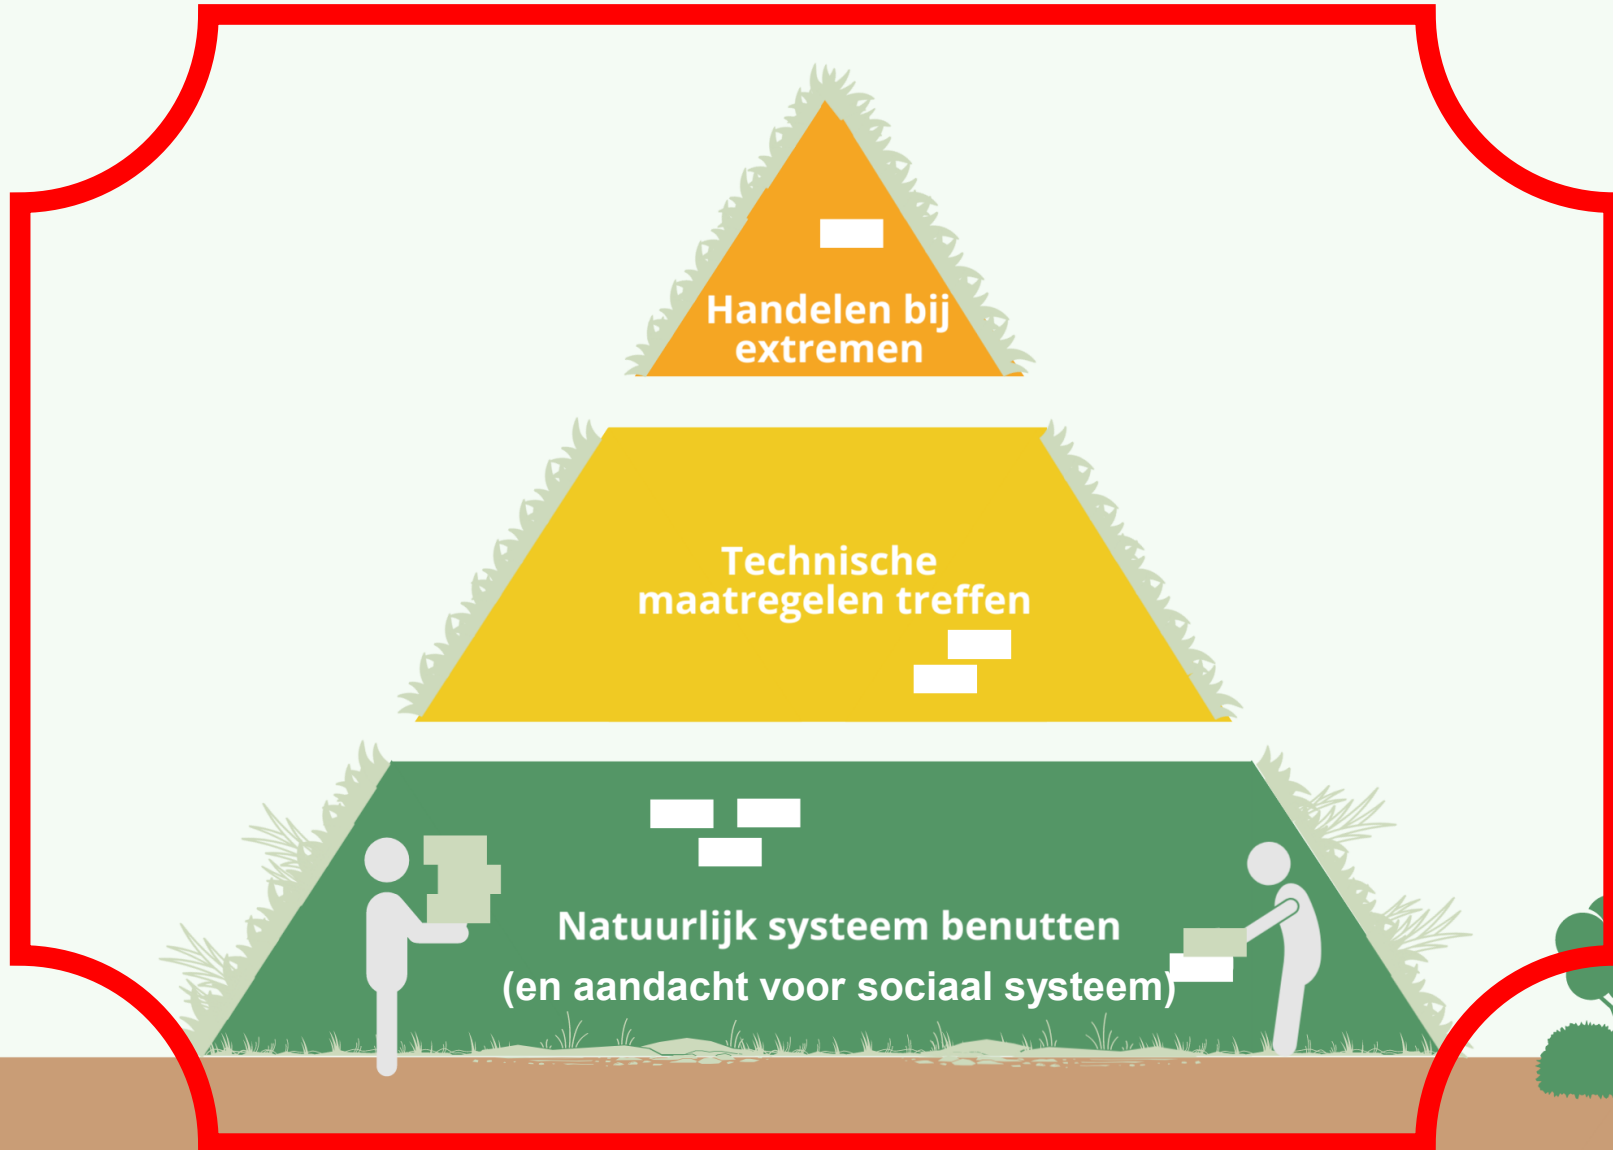 Handelen bij
extremen
Technische
maatregelen treffen
Natuurlijk systeem benutten
(en aandacht voor sociaal systeem)